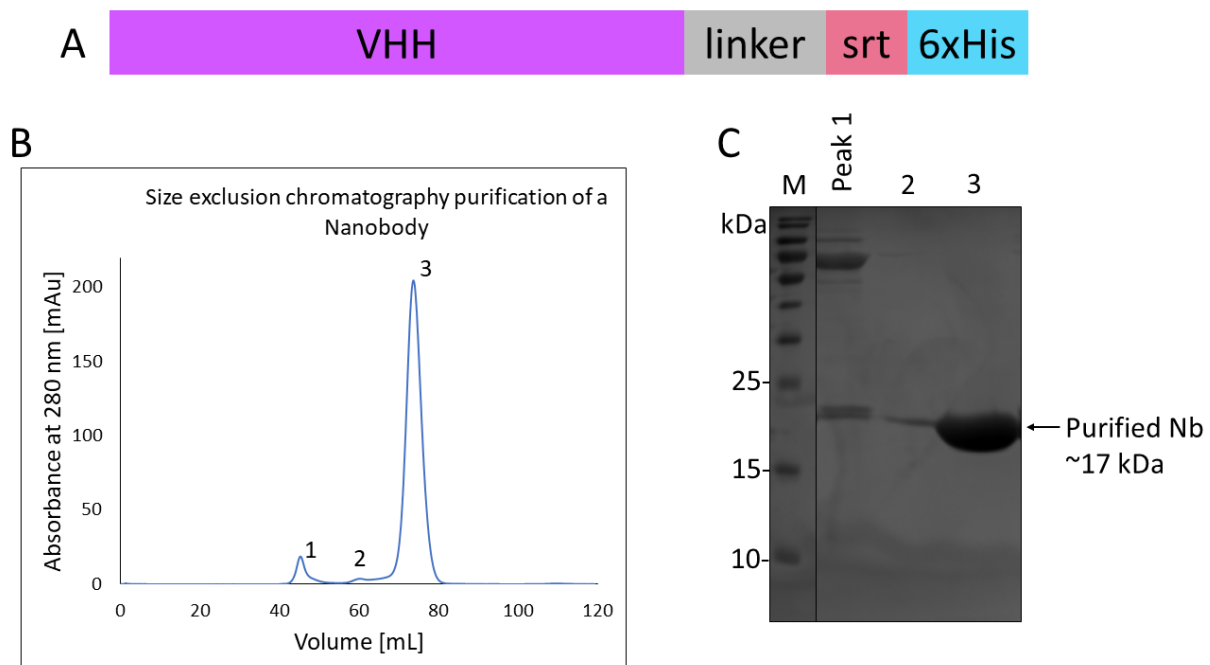 A
VHH
linker
srt
6xHis
B
Size exclusion chromatography purification of a
Nanobody
Absorbance at 280 nm [mAu]
200
150
100
50
0
1
2
3
0
20
40
60
80
100
120
Volume [mL]
C
M
Peak 1
2
3
kDa
25-
15-
10-
Purified Nb
~17 kDa